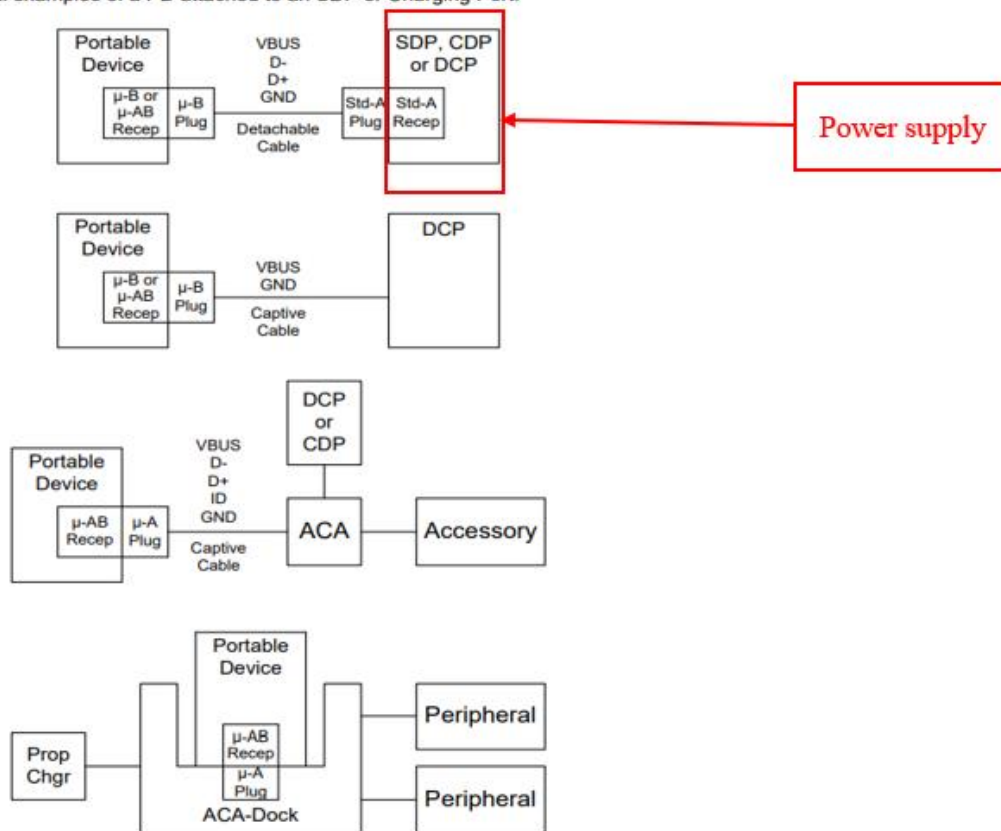 Portable
Device
VBUS
D-
D+
GND
SDP, CDP
or DCP
µ-B or
µ-AB
Recep
µ-B
Plug
Detachable
Cable
Std-A
Plug
Std-A
Recep
Power supply
Portable
Device
DCP
µ-B or
µ-AB
Recep
µ-B
Plug
VBUS
GND
Captive
Cable
DCP
or
CDP
Portable
Device
VBUS
D-
D+
ID
GND
µ-AB
Recep
µ-A
Plug
Captive
Cable
ACA
Accessory
Portable
Device
Peripheral
Prop
Chgr
µ-AB
Recep
µ-A
Plug
ACA-Dock
Peripheral